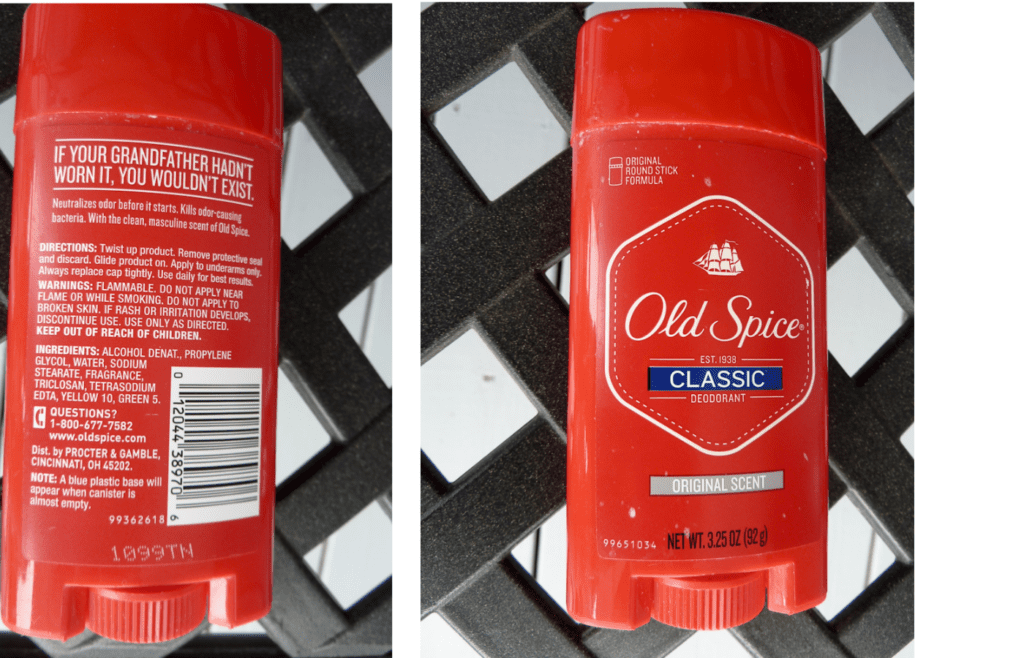 IF YOUR GRANDFATHER HADN'T
WORN IT, YOU WOULDN'T EXIST.
Neutralizes odor before it starts. Kills odor-causing
bacteria. With the clean, masculine scent of Old Spice.
DIRECTIONS: Twist up product. Remove protective seal
and discard. Glide product on. Apply to underarms only.
Always replace cap tightly. Use daily for best results.
WARNINGS: FLAMMABLE. DO NOT APPLY NEAR
FLAME OR WHILE SMOKING. DO NOT APPLY TO
BROKEN SKIN. IF RASH OR IRRITATION DEVELOPS,
DISCONTINUE USE. USE ONLY AS DIRECTED.
KEEP OUT OF REACH OF CHILDREN.
INGREDIENTS: ALCOHOL DENAT., PROPYLENE
GLYCOL, WATER, SODIUM
STEARATE, FRAGRANCE,
TRICLOSAN, TETRASODIUM
EDTA, YELLOW 10, GREEN 5.
QUESTIONS?
1-800-677-7582
www.oldspice.com
Dist. by PROCTER & GAMBLE,
CINCINNATI, OH 45202.
NOTE: A blue plastic base will
appear when canister is
almost empty.
99362618
0 12044 38970 6
1099TN
ORIGINAL
ROUND STICK
FORMULA
Old Spice®
EST. 1938
CLASSIC
DEODORANT
ORIGINAL SCENT
99651034 NET WT. 3.25 OZ (92 g)